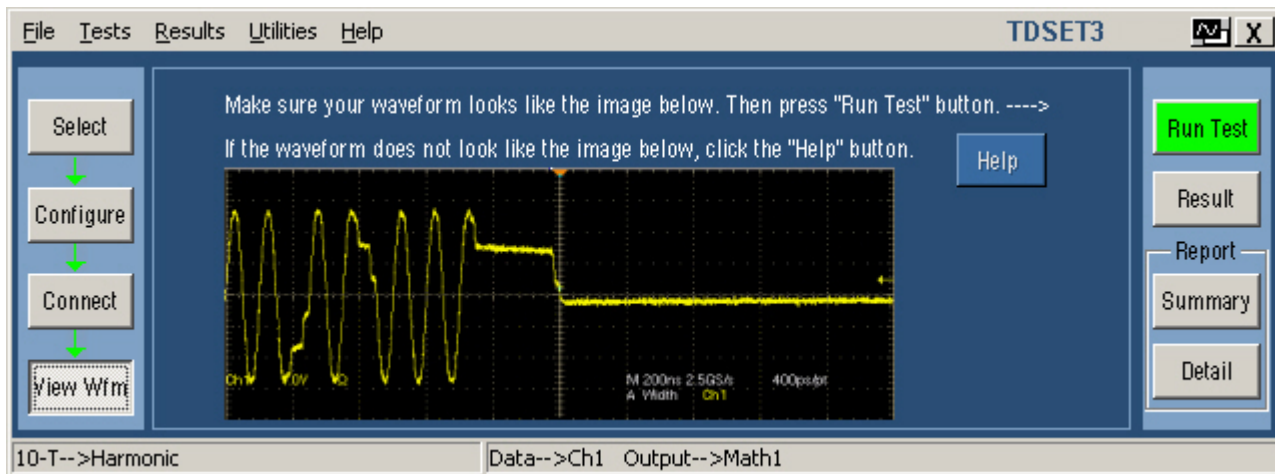 File Tests Results Utilities Help TDSET3 X
Select
Configure
Connect
View Wfm
Make sure your waveform looks like the image below. Then press "Run Test" button. ---->
If the waveform does not look like the image below, click the "Help" button.
Help
Ch1 Ω
M 200ns 2.5GS/s 400ps/pt
A Width Ch1
Run Test
Result
Report
Summary
Detail
10-T-->Harmonic Data-->Ch1 Output-->Math1